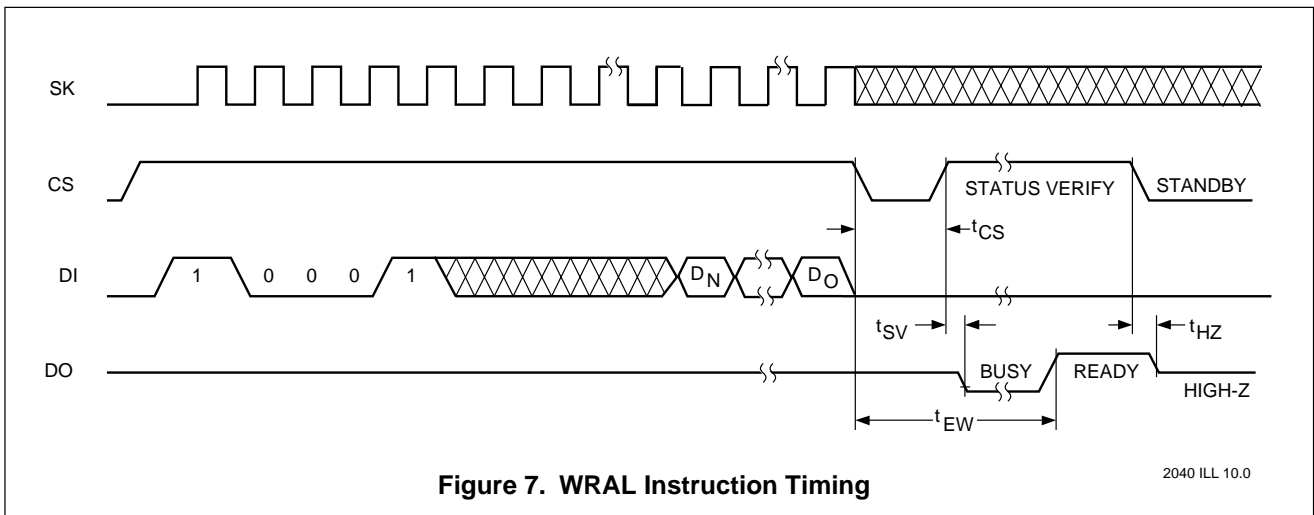 SK
CS
STATUS VERIFY
STANDBY
tCS
DI
1 0 0 0 1
DN
DO
tSV
tHZ
DO
BUSY
READY
HIGH-Z
tEW
Figure 7. WRAL Instruction Timing
2040 ILL 10.0